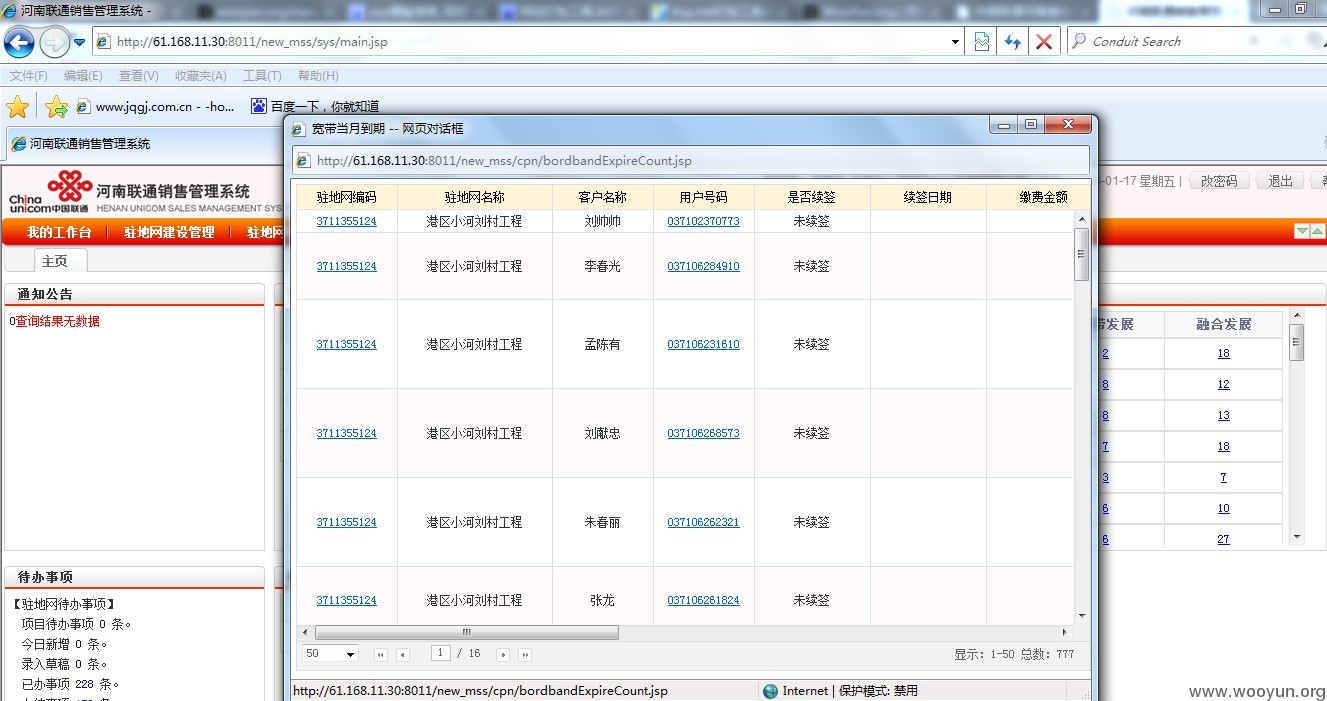 河南联通销售管理系统 -
http://61.168.11.30:8011/new_mss/sys/main.jsp
Conduit Search
文件(F) 编辑(E) 查看(V) 收藏夹(A) 工具(T) 帮助(H)
www.jqgj.com.cn - -ho... 百度一下，你就知道
河南联通销售管理系统
宽带当月到期 -- 网页对话框
http://61.168.11.30:8011/new_mss/cpn/bordbandExpireCount.jsp
China unicom中国联通 河南联通销售管理系统
HENAN UNICOM SALES MANAGEMENT SYS
-01-17 星期五 | 改密码 退出
我的工作台 驻地网建设管理 驻地网
主页
通知公告
0查询结果无数据
驻地网编码 驻地网名称 客户名称 用户号码 是否续签 续签日期 缴费金额
3711355124 港区小河刘村工程 刘帅帅 037102370773 未续签
3711355124 港区小河刘村工程 李春光 037106284910 未续签
3711355124 港区小河刘村工程 孟陈有 037106231610 未续签
3711355124 港区小河刘村工程 刘献忠 037106268573 未续签
3711355124 港区小河刘村工程 朱春丽 037106262321 未续签
3711355124 港区小河刘村工程 张龙 037106261824 未续签
50 1 / 16 显示: 1-50 总数: 777
发展 融合发展
2 18
8 12
8 13
7 18
3 7
6 10
6 27
待办事项
【驻地网待办事项】
项目待办事项 0 条。
今日新增 0 条。
录入草稿 0 条。
已办事项 228 条。
http://61.168.11.30:8011/new_mss/cpn/bordbandExpireCount.jsp Internet | 保护模式: 禁用
www.wooyun.org